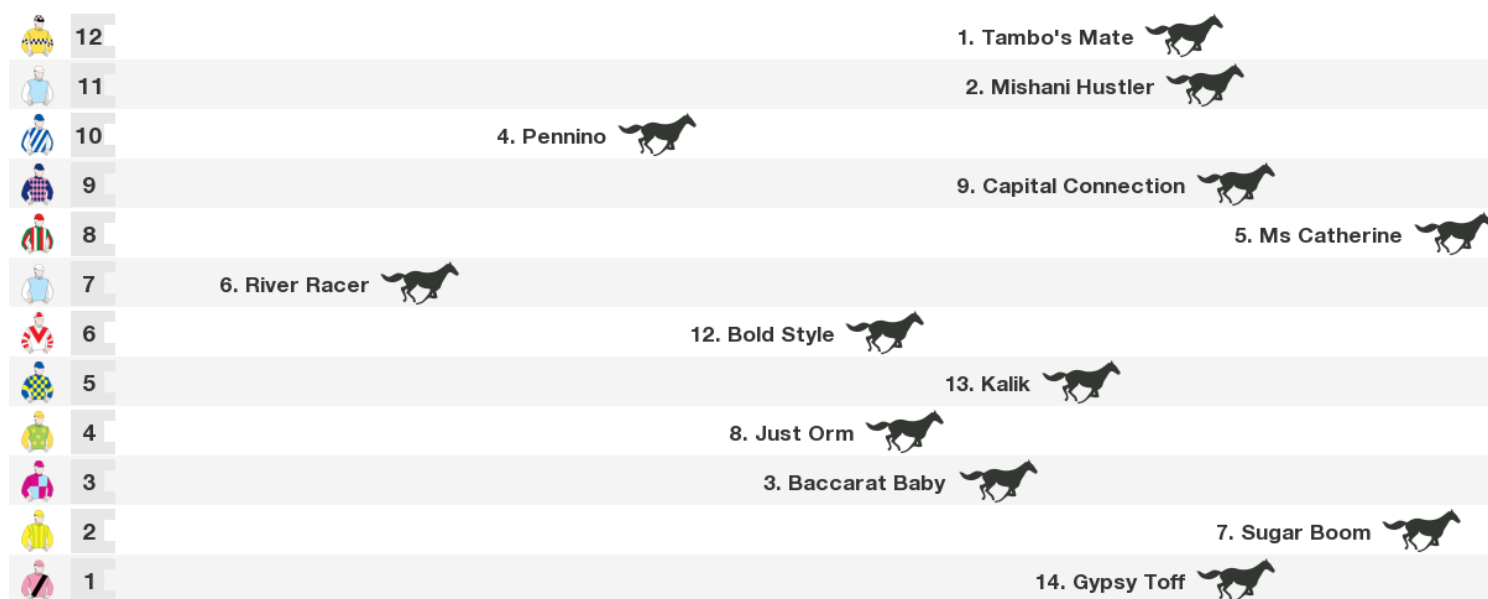 12 1. Tambo's Mate
11 2. Mishani Hustler
10 4. Pennino
9 9. Capital Connection
8 5. Ms Catherine
7 6. River Racer
6 12. Bold Style
5 13. Kalik
4 8. Just Orm
3 3. Baccarat Baby
2 7. Sugar Boom
1 14. Gypsy Toff